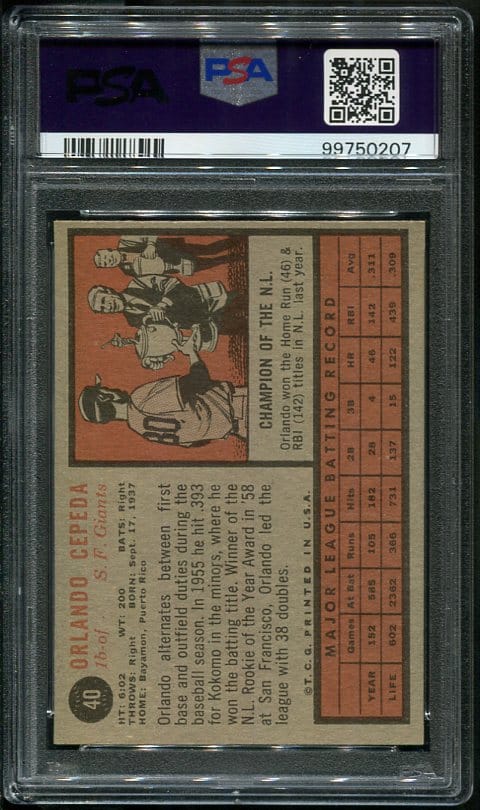 PSA
PSA
99750207
40
ORLANDO CEPEDA
1b-of . S. F. Giants
HT: 6:02 WT: 200 BATS: Right
THROWS: Right BORN: Sept. 17, 1937
HOME: Bayamon, Puerto Rico
Orlando alternates between first
base and outfield duties during the
baseball season. In 1955 he hit .393
for Kokomo in the minors, where he
won the batting title. Winner of the
N.L. Rookie of the Year Award in '58
at San Francisco, Orlando led the
league with 38 doubles.
80
CHAMPION OF THE N.L.
Orlando won the Home Run (46) &
RBI (142) titles in N.L. last year.
©T.C.G. PRINTED IN U.S.A.
MAJOR LEAGUE BATTING RECORD
Games At Bat Runs Hits 2B 3B HR RBI Avg
YEAR 152 585 105 182 28 4 46 142 .311
LIFE 602 2362 366 731 137 15 122 439 .309